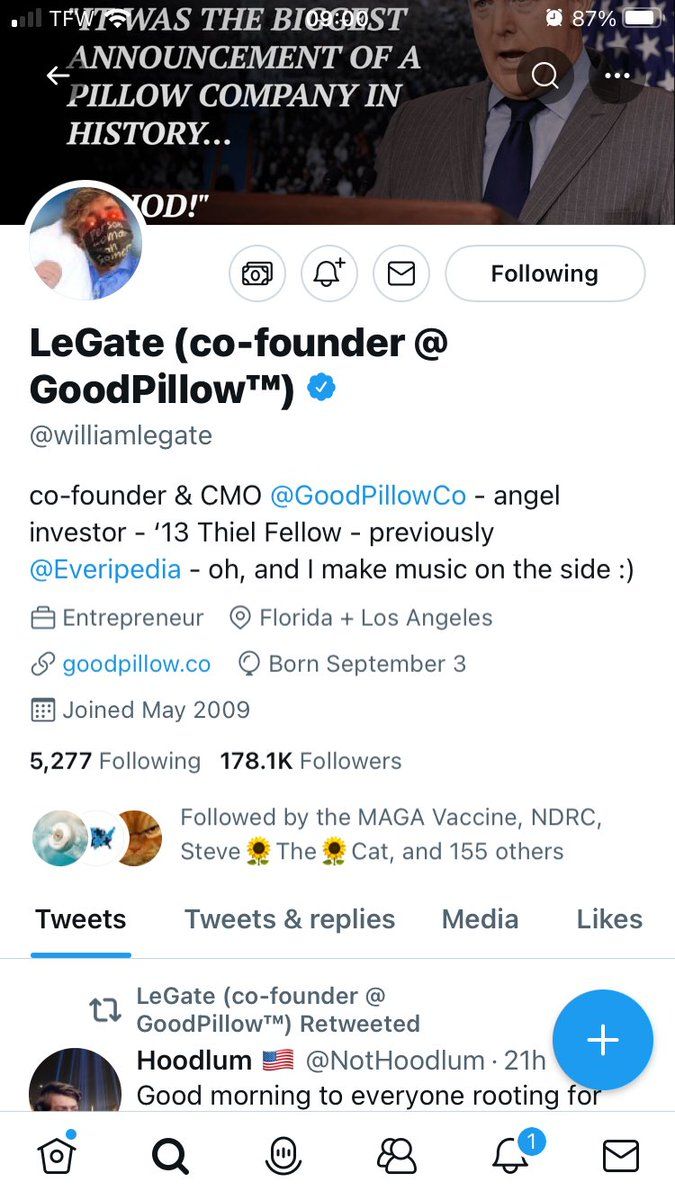 TFW 09:00 87%
"IT WAS THE BIGGEST
ANNOUNCEMENT OF A
PILLOW COMPANY IN
HISTORY...
IOD!"
Following
LeGate (co-founder @
GoodPillow™)
@williamlegate
co-founder & CMO @GoodPillowCo - angel
investor - ‘13 Thiel Fellow - previously
@Everipedia - oh, and I make music on the side :)
Entrepreneur Florida + Los Angeles
goodpillow.co Born September 3
Joined May 2009
5,277 Following 178.1K Followers
Followed by the MAGA Vaccine, NDRC,
Steve🌻The🌻Cat, and 155 others
Tweets Tweets & replies Media Likes
LeGate (co-founder @
GoodPillow™) Retweeted
Hoodlum 🇺🇸 @NotHoodlum · 21h
Good morning to everyone rooting for
1